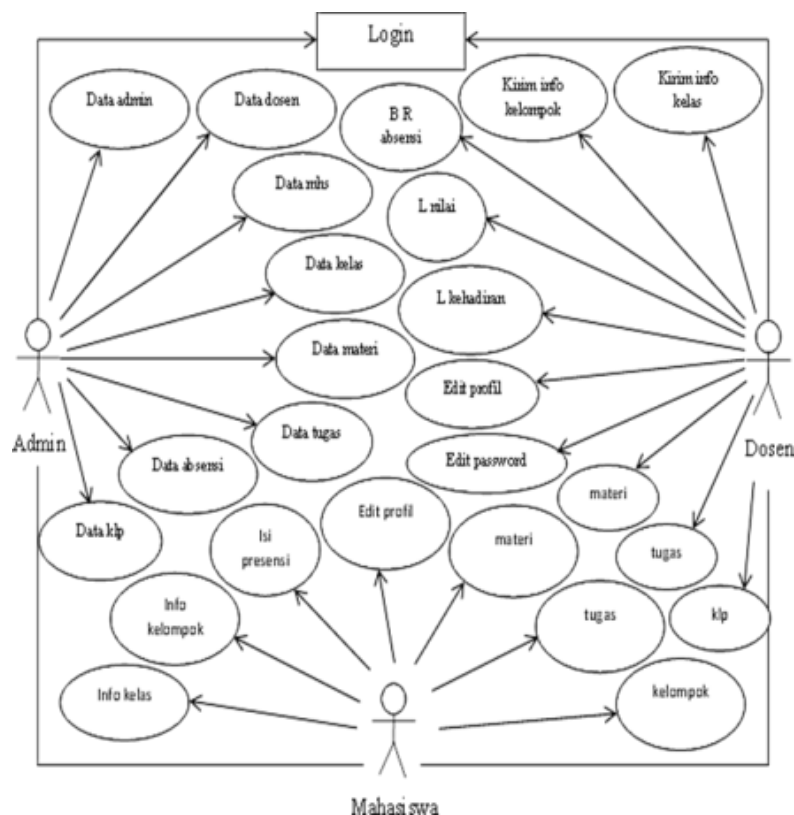 Login
Data admin
Data dosen
B R
absensi
Kirim info
kelompok
Kirim info
kelas
Data mhs
L nilai
Data kelas
L kehadiran
Data materi
Edit profil
Admin
Dosen
Data tugas
Data absensi
Edit password
materi
Data klp
Isi
presensi
Edit profil
materi
tugas
Info
kelompok
tugas
klp
Info kelas
kelompok
Mahasiswa